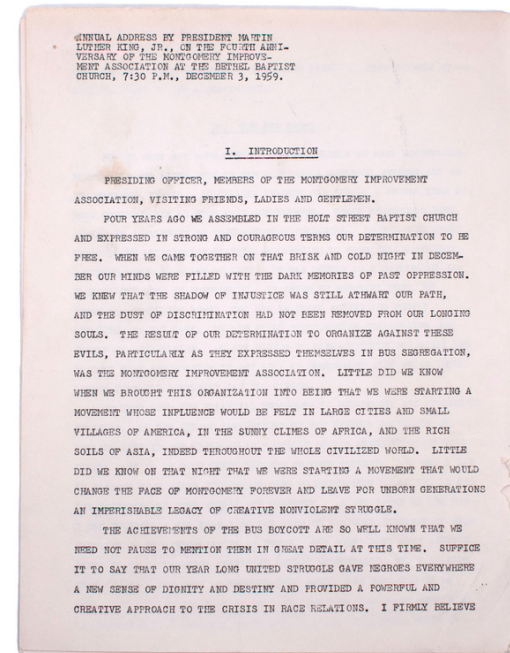 ANNUAL ADDRESS BY PRESIDENT MARTIN
LUTHER KING, JR., ON THE FOURTH ANNI-
VERSARY OF THE MONTGOMERY IMPROVE-
MENT ASSOCIATION AT THE BETHEL BAPTIST
CHURCH, 7:30 P.M., DECEMBER 3, 1959.
I. INTRODUCTION
PRESIDING OFFICER, MEMBERS OF THE MONTGOMERY IMPROVEMENT
ASSOCIATION, VISITING FRIENDS, LADIES AND GENTLEMEN.
FOUR YEARS AGO WE ASSEMBLED IN THE HOLT STREET BAPTIST CHURCH
AND EXPRESSED IN STRONG AND COURAGEOUS TERMS OUR DETERMINATION TO BE
FREE. WHEN WE CAME TOGETHER ON THAT BRISK AND COLD NIGHT IN DECEM-
BER OUR MINDS WERE FILLED WITH THE DARK MEMORIES OF PAST OPPRESSION.
WE KNEW THAT THE SHADOW OF INJUSTICE WAS STILL ATHWART OUR PATH,
AND THE DUST OF DISCRIMINATION HAD NOT BEEN REMOVED FROM OUR LONGING
SOULS. THE RESULT OF OUR DETERMINATION TO ORGANIZE AGAINST THESE
EVILS, PARTICULARLY AS THEY EXPRESSED THEMSELVES IN BUS SEGREGATION,
WAS THE MONTGOMERY IMPROVEMENT ASSOCIATION. LITTLE DID WE KNOW
WHEN WE BROUGHT THIS ORGANIZATION INTO BEING THAT WE WERE STARTING A
MOVEMENT WHOSE INFLUENCE WOULD BE FELT IN LARGE CITIES AND SMALL
VILLAGES OF AMERICA, IN THE SUNNY CLIMES OF AFRICA, AND THE RICH
SOILS OF ASIA, INDEED THROUGHOUT THE WHOLE CIVILIZED WORLD. LITTLE
DID WE KNOW ON THAT NIGHT THAT WE WERE STARTING A MOVEMENT THAT WOULD
CHANGE THE FACE OF MONTGOMERY FOREVER AND LEAVE FOR UNBORN GENERATIONS
AN IMPERISHABLE LEGACY OF CREATIVE NONVIOLENT STRUGGLE.
THE ACHIEVEMENTS OF THE BUS BOYCOTT ARE SO WELL KNOWN THAT WE
NEED NOT PAUSE TO MENTION THEM IN GREAT DETAIL AT THIS TIME. SUFFICE
IT TO SAY THAT OUR YEAR LONG UNITED STRUGGLE GAVE NEGROES EVERYWHERE
A NEW SENSE OF DIGNITY AND DESTINY AND PROVIDED A POWERFUL AND
CREATIVE APPROACH TO THE CRISIS IN RACE RELATIONS. I FIRMLY BELIEVE